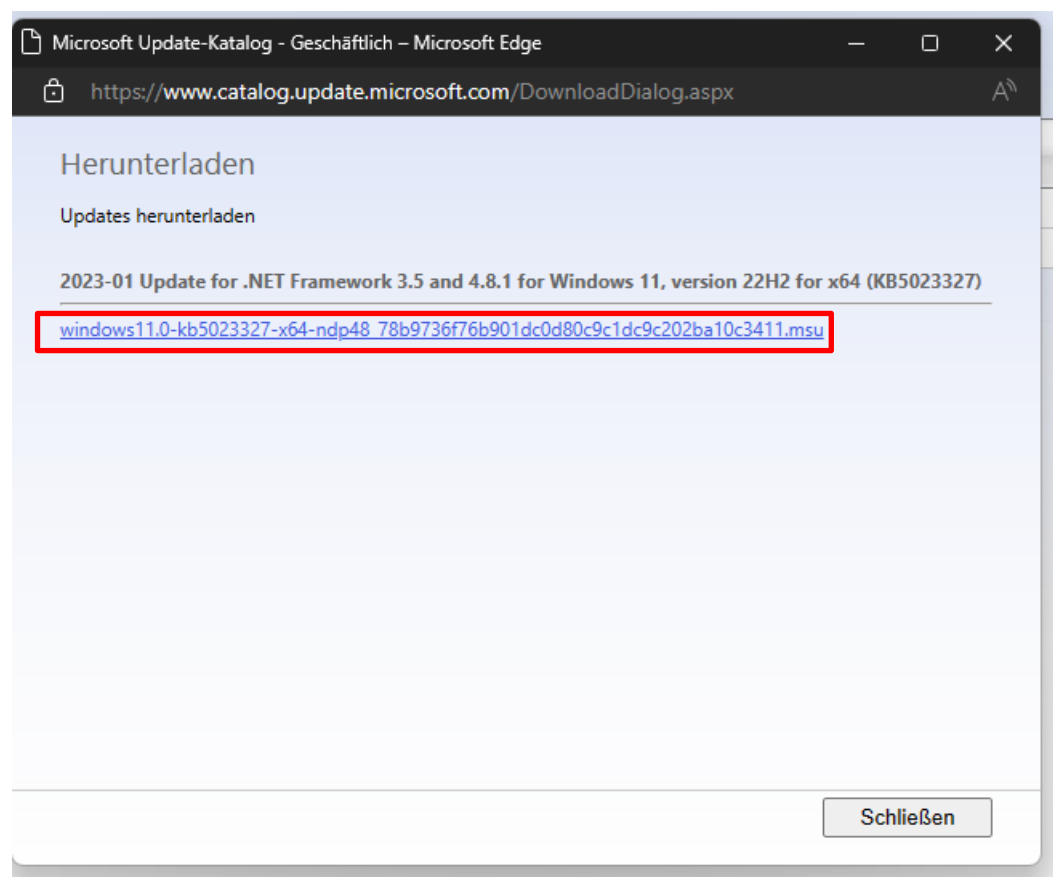 Microsoft Update-Katalog - Geschäftlich – Microsoft Edge
https://www.catalog.update.microsoft.com/DownloadDialog.aspx
Herunterladen
Updates herunterladen
2023-01 Update for .NET Framework 3.5 and 4.8.1 for Windows 11, version 22H2 for x64 (KB5023327)
windows11.0-kb5023327-x64-ndp48_78b9736f76b901dc0d80c9c1dc9c202ba10c3411.msu
Schließen